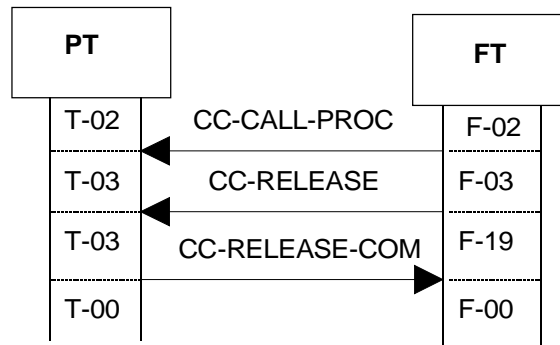 PT
FT
T-02
CC-CALL-PROC
F-02
T-03
CC-RELEASE
F-03
T-03
CC-RELEASE-COM
F-19
T-00
F-00